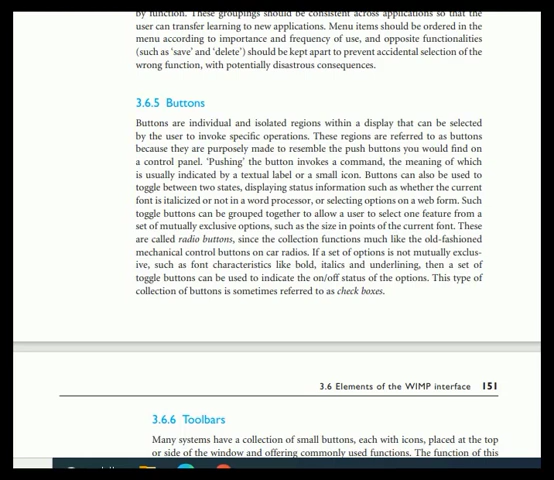 by function. These groupings should be consistent across applications so that the
user can transfer learning to new applications. Menu items should be ordered in the
menu according to importance and frequency of use, and opposite functionalities
(such as 'save' and 'delete') should be kept apart to prevent accidental selection of the
wrong function, with potentially disastrous consequences.
3.6.5 Buttons
Buttons are individual and isolated regions within a display that can be selected
by the user to invoke specific operations. These regions are referred to as buttons
because they are purposely made to resemble the push buttons you would find on
a control panel. 'Pushing' the button invokes a command, the meaning of which
is usually indicated by a textual label or a small icon. Buttons can also be used to
toggle between two states, displaying status information such as whether the current
font is italicized or not in a word processor, or selecting options on a web form. Such
toggle buttons can be grouped together to allow a user to select one feature from a
set of mutually exclusive options, such as the size in points of the current font. These
are called radio buttons, since the collection functions much like the old-fashioned
mechanical control buttons on car radios. If a set of options is not mutually exclus-
ive, such as font characteristics like bold, italics and underlining, then a set of
toggle buttons can be used to indicate the on/off status of the options. This type of
collection of buttons is sometimes referred to as check boxes.
3.6 Elements of the WIMP interface 151
3.6.6 Toolbars
Many systems have a collection of small buttons, each with icons, placed at the top
or side of the window and offering commonly used functions. The function of this